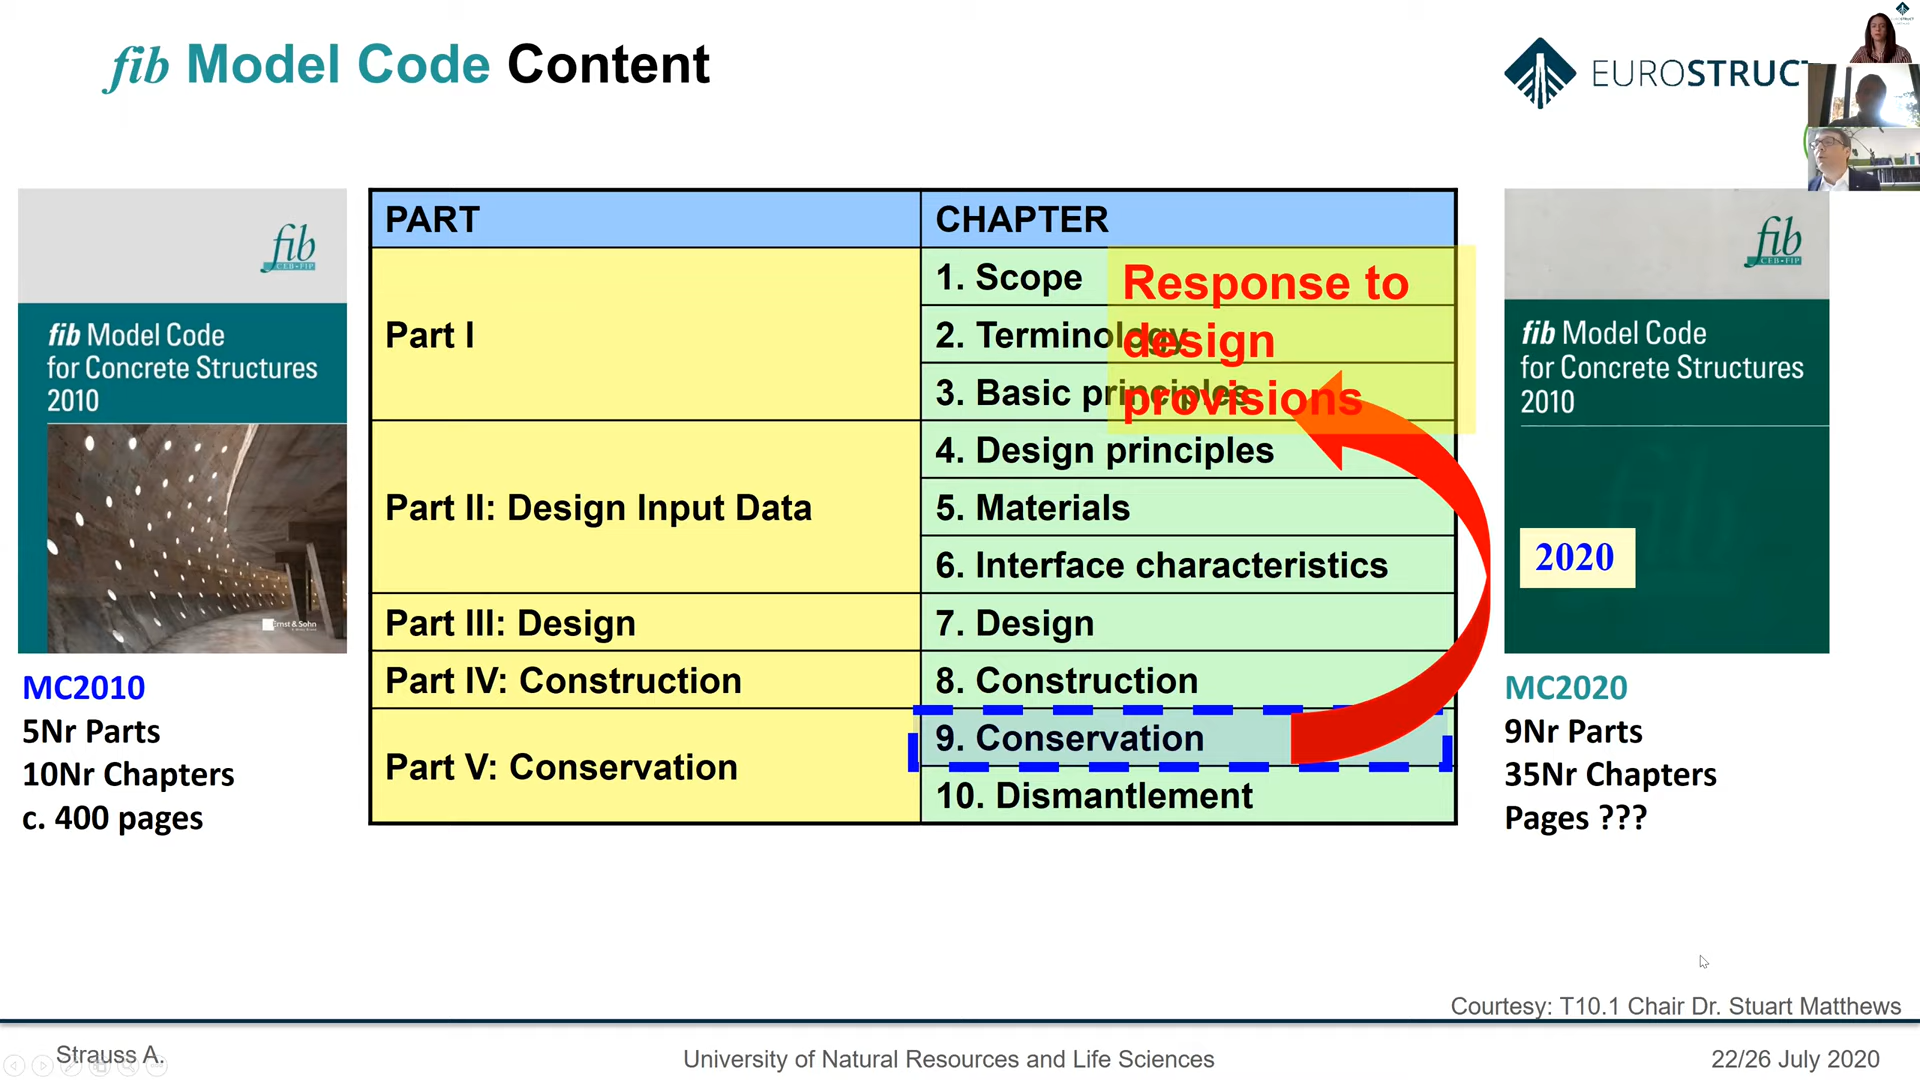 fib Model Code Content
EUROSTRUCT
fib
CEB-FIP
fib Model Code
for Concrete Structures
2010
Ernst & Sohn
MC2010
5Nr Parts
10Nr Chapters
c. 400 pages
PART
CHAPTER
Part I
1. Scope
2. Terminology
3. Basic principles
Response to
design
provisions
Part II: Design Input Data
4. Design principles
5. Materials
6. Interface characteristics
Part III: Design
7. Design
Part IV: Construction
8. Construction
Part V: Conservation
9. Conservation
10. Dismantlement
fib
CEB-FIP
fib Model Code
for Concrete Structures
2010
2020
MC2020
9Nr Parts
35Nr Chapters
Pages ???
Courtesy: T10.1 Chair Dr. Stuart Matthews
Strauss A.
University of Natural Resources and Life Sciences
22/26 July 2020